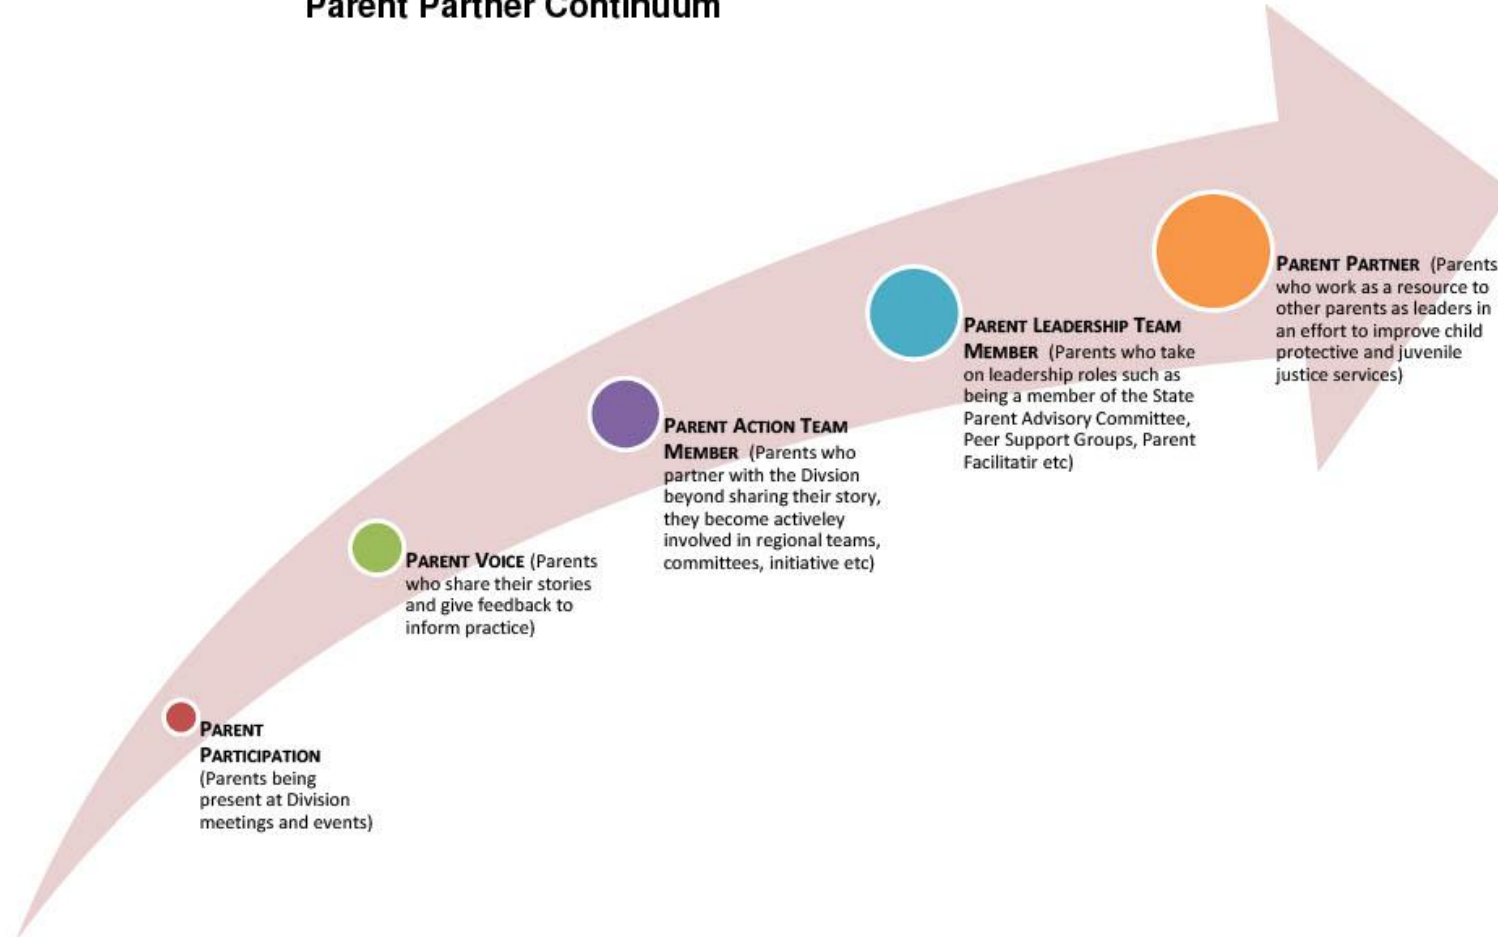 Parent Partner Continuum
PARENT PARTNER (Parents
who work as a resource to
other parents as leaders in
an effort to improve child
protective and juvenile
justice services)
PARENT LEADERSHIP TEAM
MEMBER (Parents who take
on leadership roles such as
being a member of the State
Parent Advisory Committee,
Peer Support Groups, Parent
Facilitatir etc)
PARENT ACTION TEAM
MEMBER (Parents who
partner with the Divsion
beyond sharing their story,
they become activeley
involved in regional teams,
committees, initiative etc)
PARENT VOICE (Parents
who share their stories
and give feedback to
inform practice)
PARENT
PARTICIPATION
(Parents being
present at Division
meetings and events)